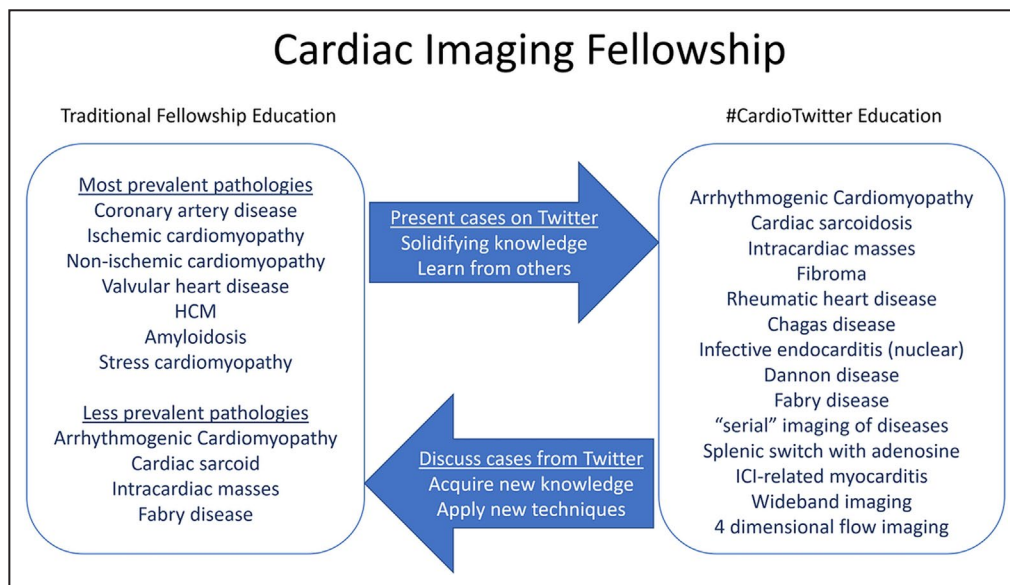 Cardiac Imaging Fellowship
Traditional Fellowship Education
Most prevalent pathologies
Coronary artery disease
Ischemic cardiomyopathy
Non-ischemic cardiomyopathy
Valvular heart disease
HCM
Amyloidosis
Stress cardiomyopathy
Less prevalent pathologies
Arrhythmogenic Cardiomyopathy
Cardiac sarcoid
Intracardiac masses
Fabry disease
Present cases on Twitter
Solidifying knowledge
Learn from others
Discuss cases from Twitter
Acquire new knowledge
Apply new techniques
#CardioTwitter Education
Arrhythmogenic Cardiomyopathy
Cardiac sarcoidosis
Intracardiac masses
Fibroma
Rheumatic heart disease
Chagas disease
Infective endocarditis (nuclear)
Dannon disease
Fabry disease
“serial” imaging of diseases
Splenic switch with adenosine
ICI-related myocarditis
Wideband imaging
4 dimensional flow imaging